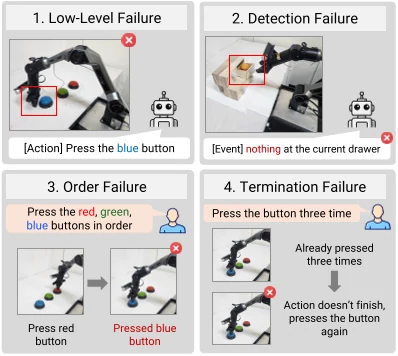 1. Low-Level Failure
[Action] Press the blue button
2. Detection Failure
[Event] nothing at the current drawer
3. Order Failure
Press the red, green,
blue buttons in order
Press red
button
Pressed blue
button
4. Termination Failure
Press the button three time
Already pressed
three times
Action doesn't finish,
presses the button
again